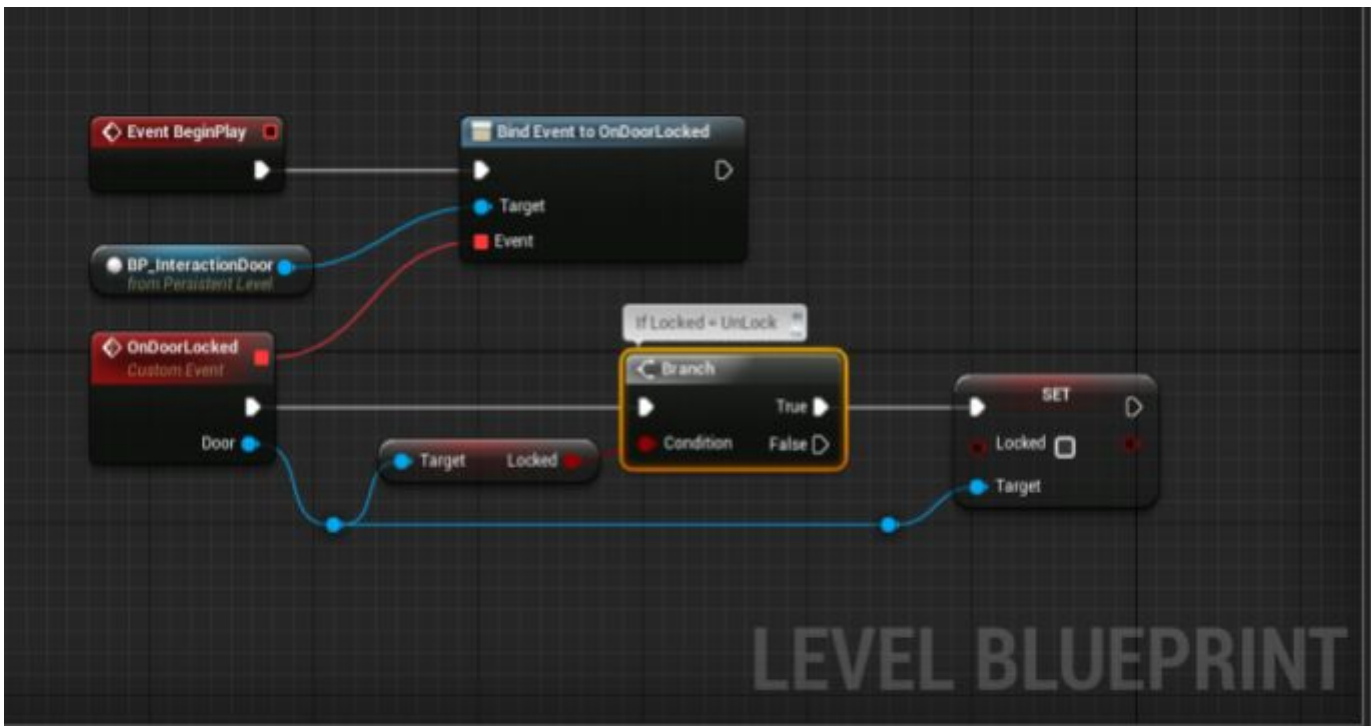 Event BeginPlay
Bind Event to OnDoorLocked
Target
Event
BP_InteractionDoor
from Persistent Level
OnDoorLocked
Custom Event
Door
Target
Locked
If Locked = UnLock
Branch
True
Condition
False
SET
Locked
Target
LEVEL BLUEPRINT